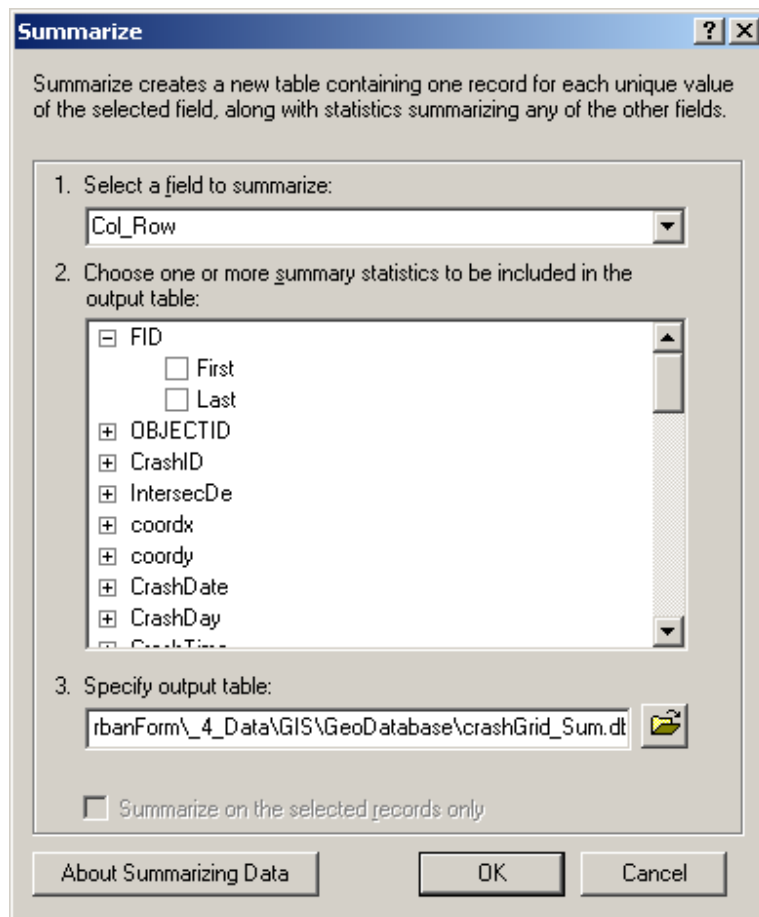 Summarize
Summarize creates a new table containing one record for each unique value
of the selected field, along with statistics summarizing any of the other fields.
1. Select a field to summarize:
Col_Row
2. Choose one or more summary statistics to be included in the
output table:
FID
First
Last
OBJECTID
CrashID
IntersecDe
coordx
coordy
CrashDate
CrashDay
CrashTime
3. Specify output table:
rbanForm\_4_Data\GIS\GeoDatabase\crashGrid_Sum.dt
Summarize on the selected records only
About Summarizing Data
OK
Cancel